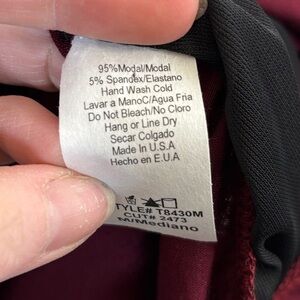 95%Modal/Modal
5% Spandex/Elastano
Hand Wash Cold
Lavar a ManoC/Agua Fria
Do Not Bleach/No Cloro
Hang or Line Dry
Secar Colgado
Made In U.S.A
Hecho en E.U.A
TYLE# T8430M
CUT# 2473
M/Mediano